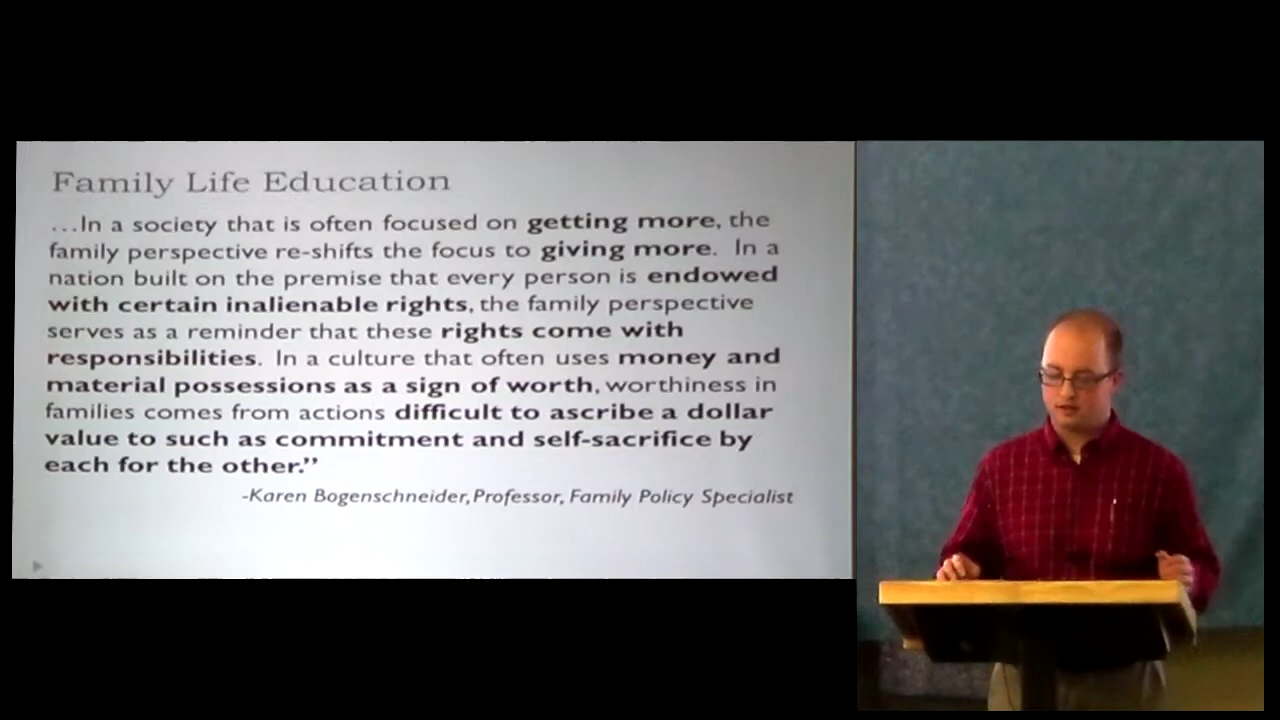 Family Life Education
…In a society that is often focused on getting more, the
family perspective re-shifts the focus to giving more. In a
nation built on the premise that every person is endowed
with certain inalienable rights, the family perspective
serves as a reminder that these rights come with
responsibilities. In a culture that often uses money and
material possessions as a sign of worth, worthiness in
families comes from actions difficult to ascribe a dollar
value to such as commitment and self-sacrifice by
each for the other.”
-Karen Bogenschneider, Professor, Family Policy Specialist